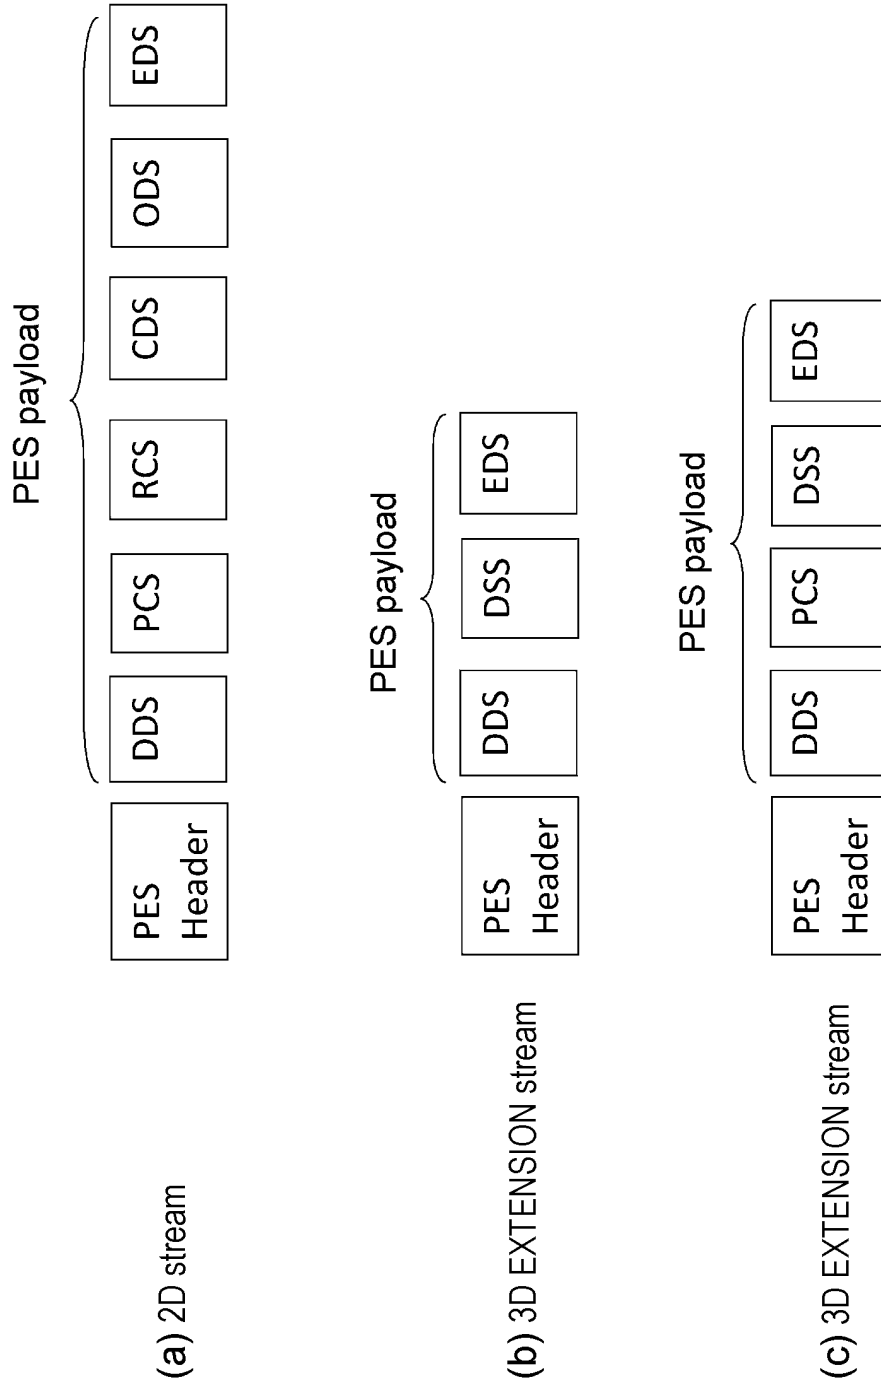 PES payload
(a) 2D stream
PES
Header
DDS
PCS
RCS
CDS
ODS
EDS
PES payload
(b) 3D EXTENSION stream
PES
Header
DDS
DSS
EDS
PES payload
(c) 3D EXTENSION stream
PES
Header
DDS
PCS
DSS
EDS